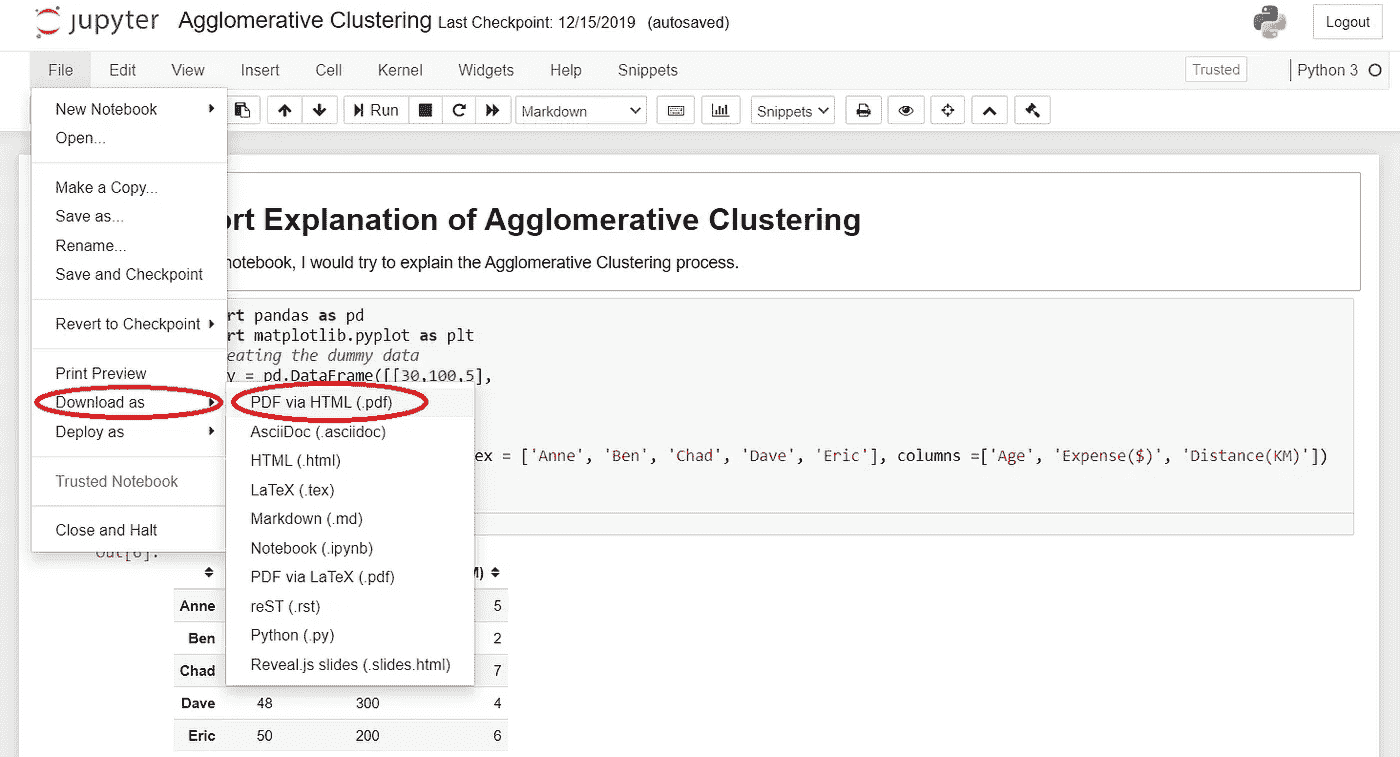 jupyter Agglomerative Clustering Last Checkpoint: 12/15/2019 (autosaved)
Logout
File Edit View Insert Cell Kernel Widgets Help Snippets
Trusted
Python 3
Run
Markdown
Snippets
New Notebook
Open...
Make a Copy...
Save as...
Rename...
Save and Checkpoint
Revert to Checkpoint
Print Preview
Download as
Deploy as
Trusted Notebook
Close and Halt
PDF via HTML (.pdf)
AsciiDoc (.asciidoc)
HTML (.html)
LaTeX (.tex)
Markdown (.md)
Notebook (.ipynb)
PDF via LaTeX (.pdf)
reST (.rst)
Python (.py)
Reveal.js slides (.slides.html)
rt Explanation of Agglomerative Clustering
notebook, I would try to explain the Agglomerative Clustering process.
rt pandas as pd
rt matplotlib.pyplot as plt
eating the dummy data
y = pd.DataFrame([[30,100,5],
ex = ['Anne', 'Ben', 'Chad', 'Dave', 'Eric'], columns =['Age', 'Expense($)', 'Distance(KM)'])
M)
Anne 5
Ben 2
Chad 7
Dave 48 300 4
Eric 50 200 6